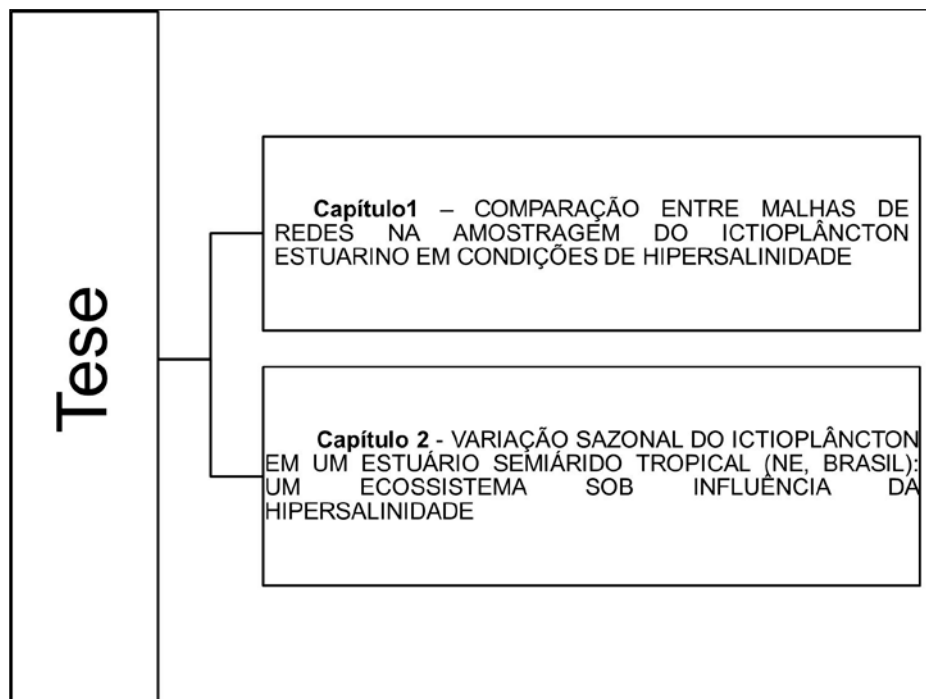 Tese
Capítulo1 – COMPARAÇÃO ENTRE MALHAS DE
REDES NA AMOSTRAGEM DO ICTIOPLÂNCTON
ESTUARINO EM CONDIÇÕES DE HIPERSALINIDADE
Capítulo 2 - VARIAÇÃO SAZONAL DO ICTIOPLÂNCTON
EM UM ESTUÁRIO SEMIÁRIDO TROPICAL (NE, BRASIL):
UM ECOSSISTEMA SOB INFLUÊNCIA DA
HIPERSALINIDADE